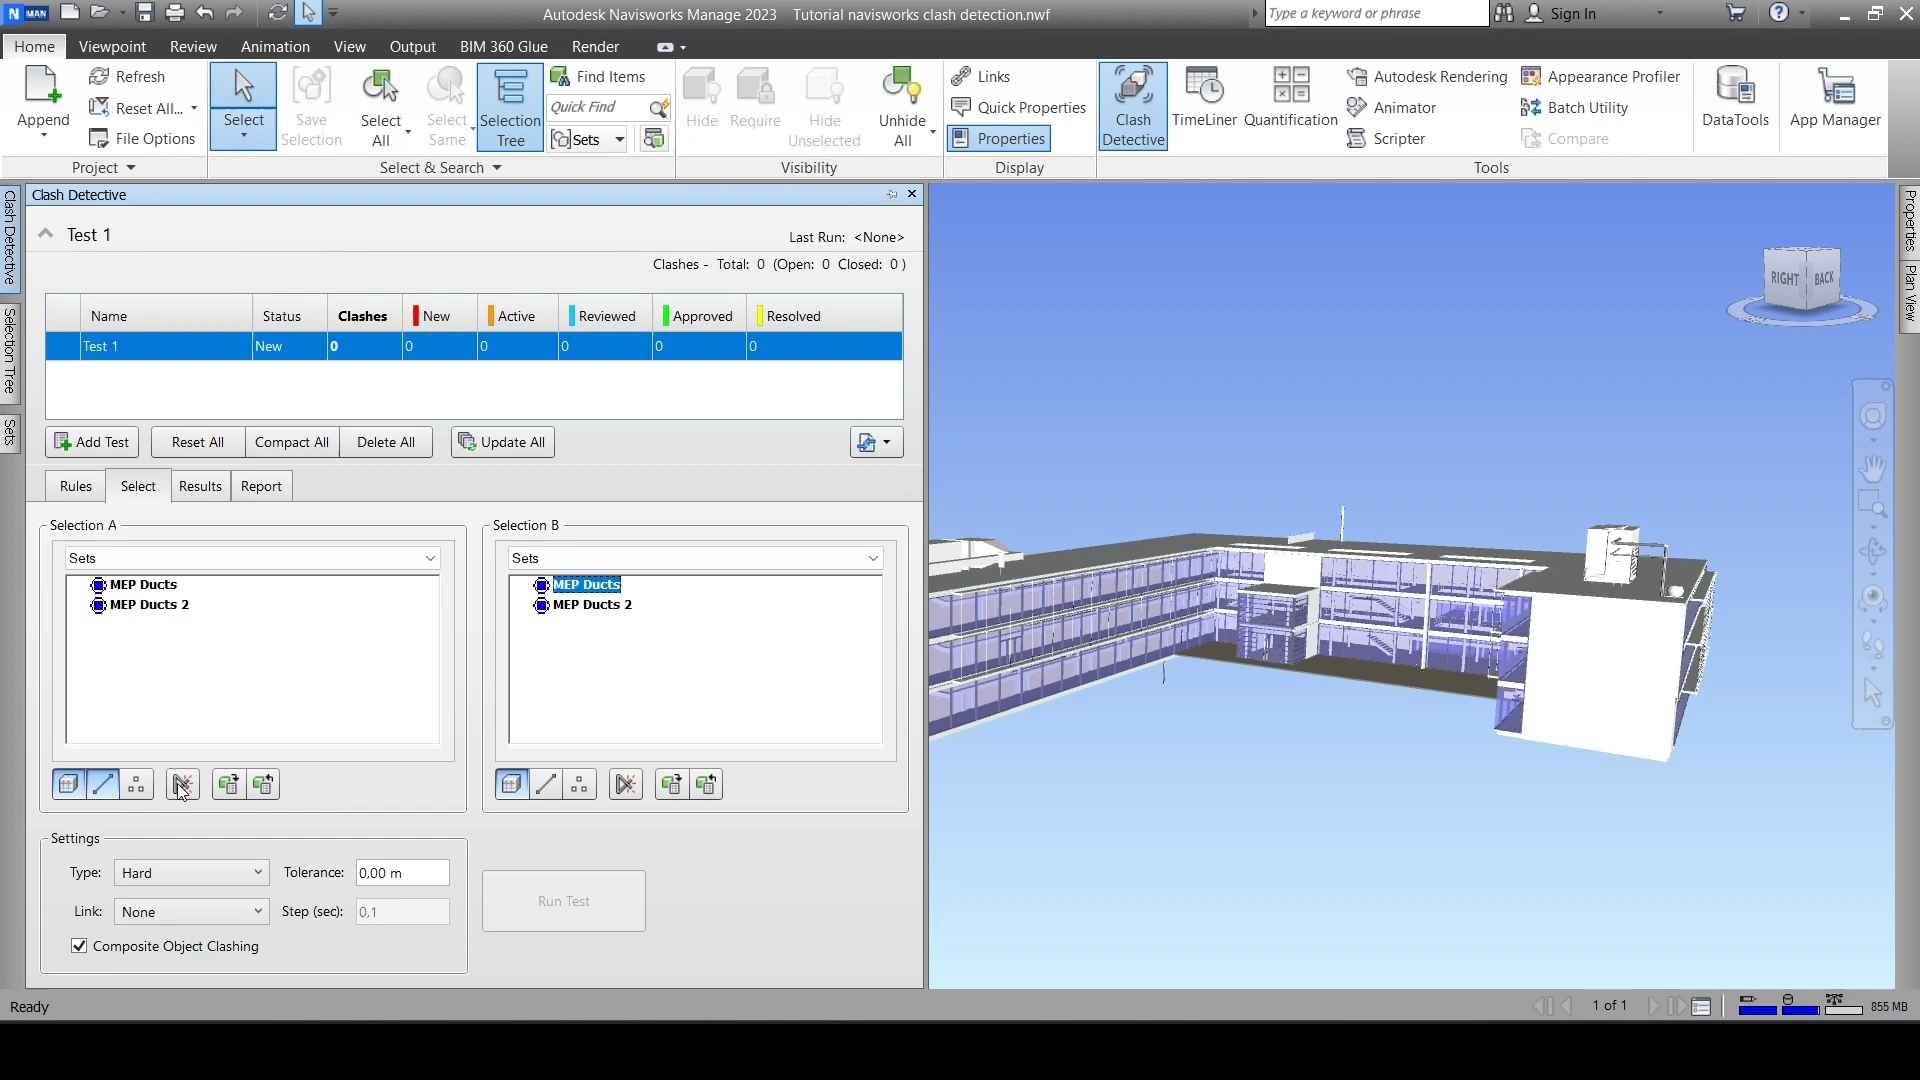 N MAN
Autodesk Navisworks Manage 2023 Tutorial navisworks clash detection.nwf
Type a keyword or phrase
Sign In
Home Viewpoint Review Animation View Output BIM 360 Glue Render
Append
Refresh
Reset All...
File Options
Project
Select
Save
Selection
Select
All
Select
Same
Selection
Tree
Find Items
Quick Find
Sets
Select & Search
Hide
Require
Hide
Unselected
Unhide
All
Visibility
Links
Quick Properties
Properties
Display
Clash
Detective
TimeLiner
Quantification
Autodesk Rendering
Animator
Scripter
Appearance Profiler
Batch Utility
Compare
DataTools
App Manager
Tools
Clash Detective
Selection Tree
Sets
Clash Detective
Test 1
Last Run: <None>
Clashes - Total: 0 (Open: 0 Closed: 0 )
Name Status Clashes New Active Reviewed Approved Resolved
Test 1 New 0 0 0 0 0 0
Add Test Reset All Compact All Delete All Update All
Rules Select Results Report
Selection A
Sets
MEP Ducts
MEP Ducts 2
Selection B
Sets
MEP Ducts
MEP Ducts 2
Settings
Type: Hard Tolerance: 0,00 m
Link: None Step (sec): 0,1
Composite Object Clashing
Run Test
RIGHT BACK
Properties
Plan View
Ready
1 of 1
855 MB